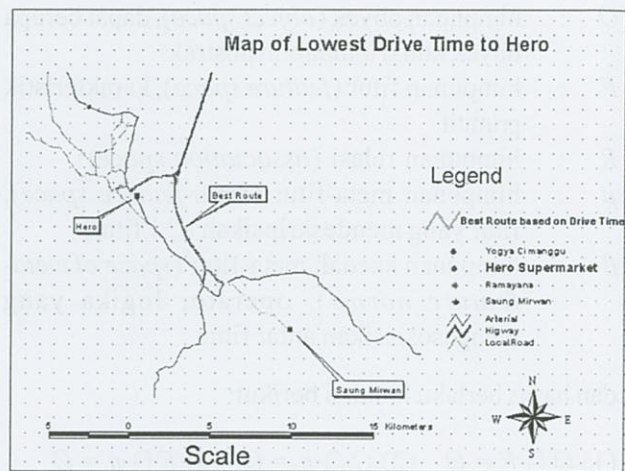 Map of Lowest Drive Time to Hero
Legend
Best Route
Best Route based on Drive Time
Hero
Yogya Cimanggu
Hero Supermarket
Ramayana
Saung Mirwan
Arterial
Higway
Local Road
Saung Mirwan
N
W E
S
5 0 5 10 15 Kilometers
Scale